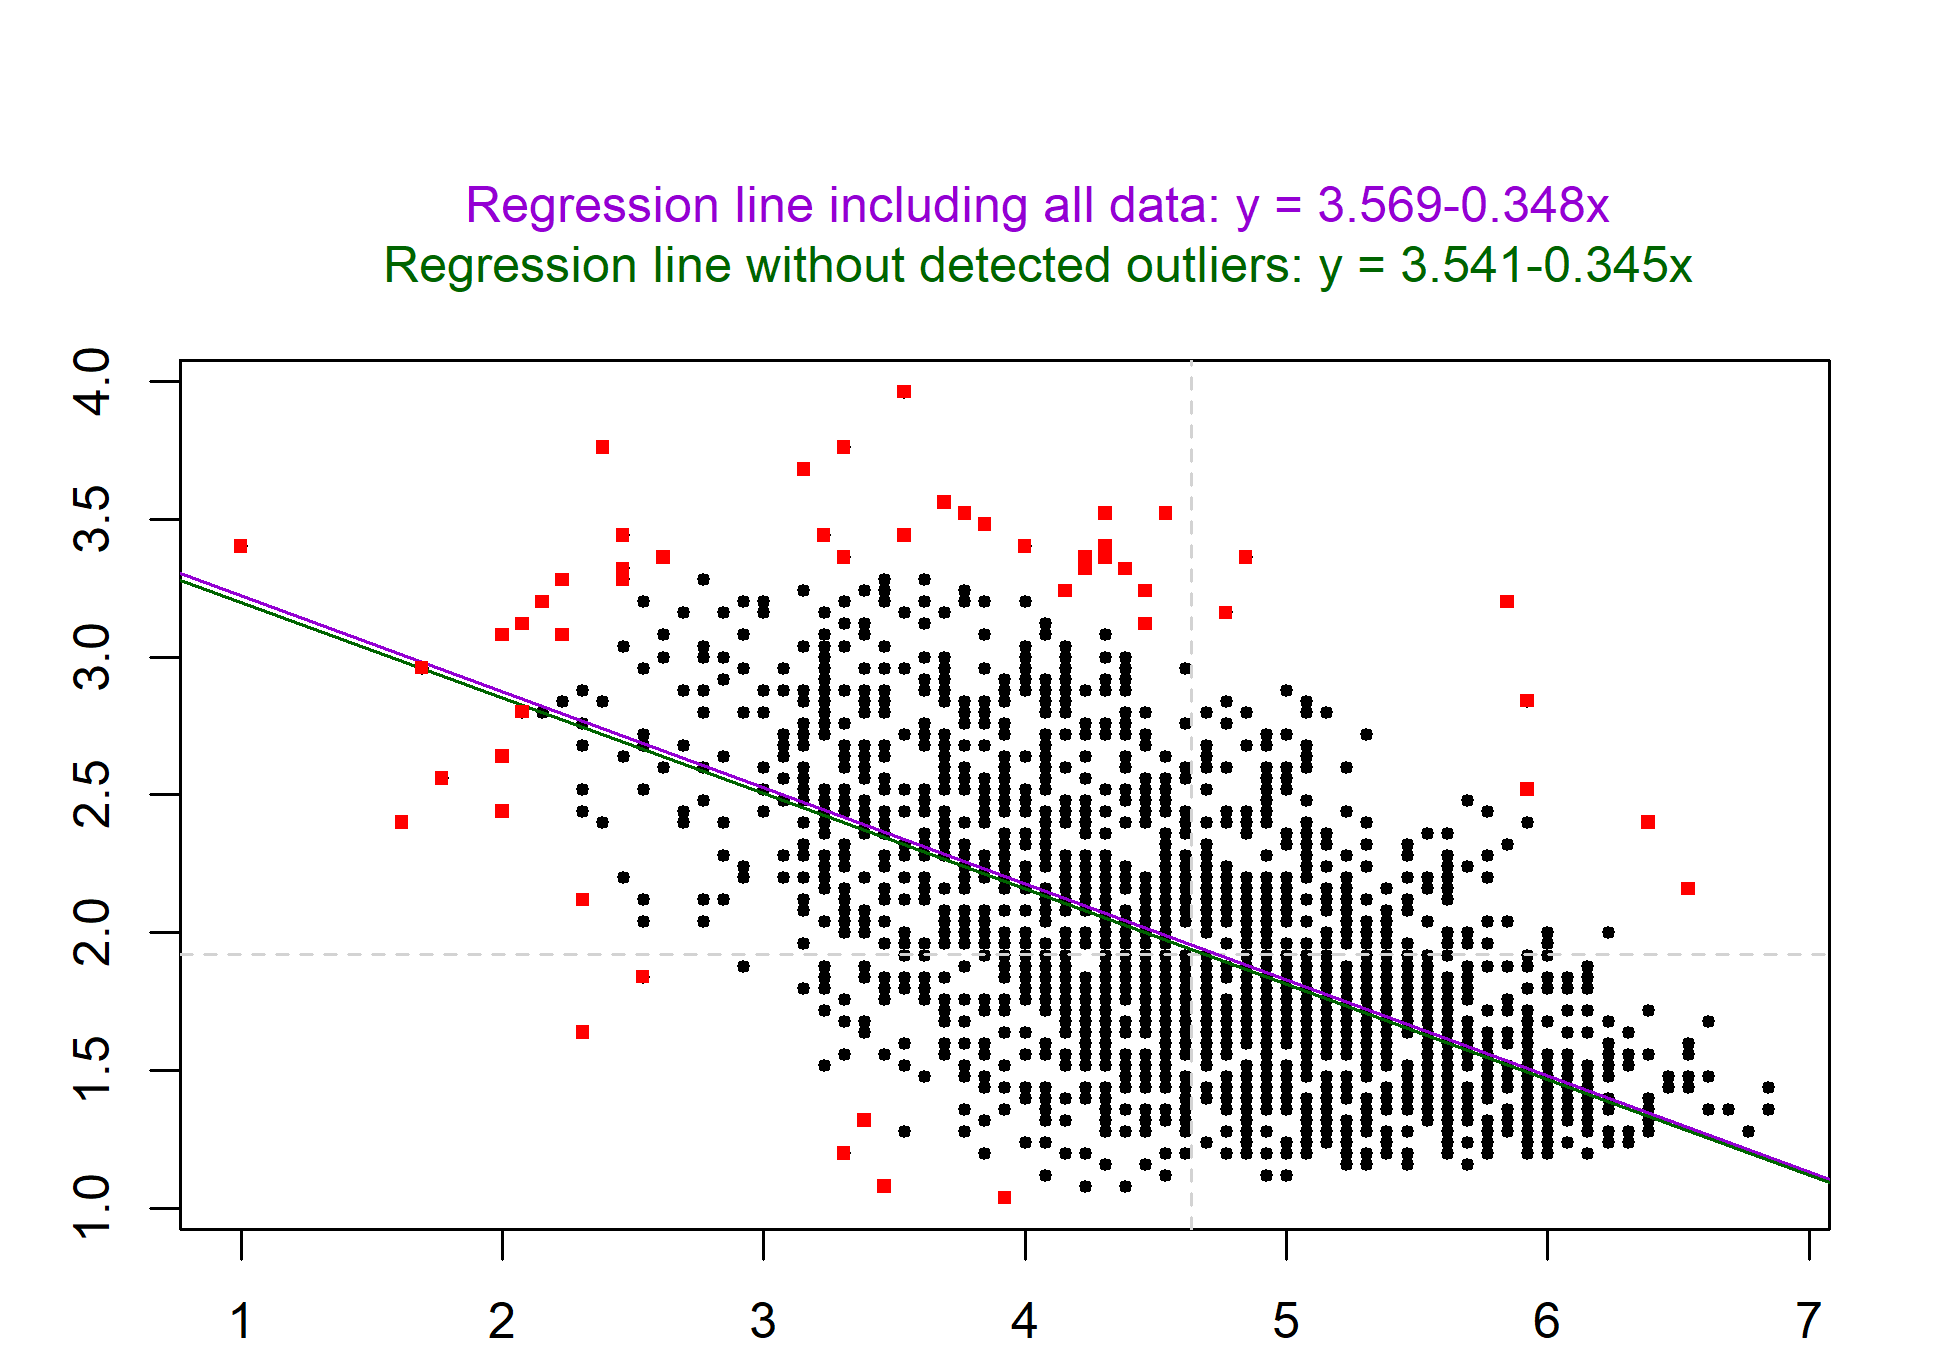 Regression line including all data: y = 3.569-0.348x
Regression line without detected outliers: y = 3.541-0.345x
4.0
3.5
3.0
2.5
2.0
1.5
1.0
1 2 3 4 5 6 7